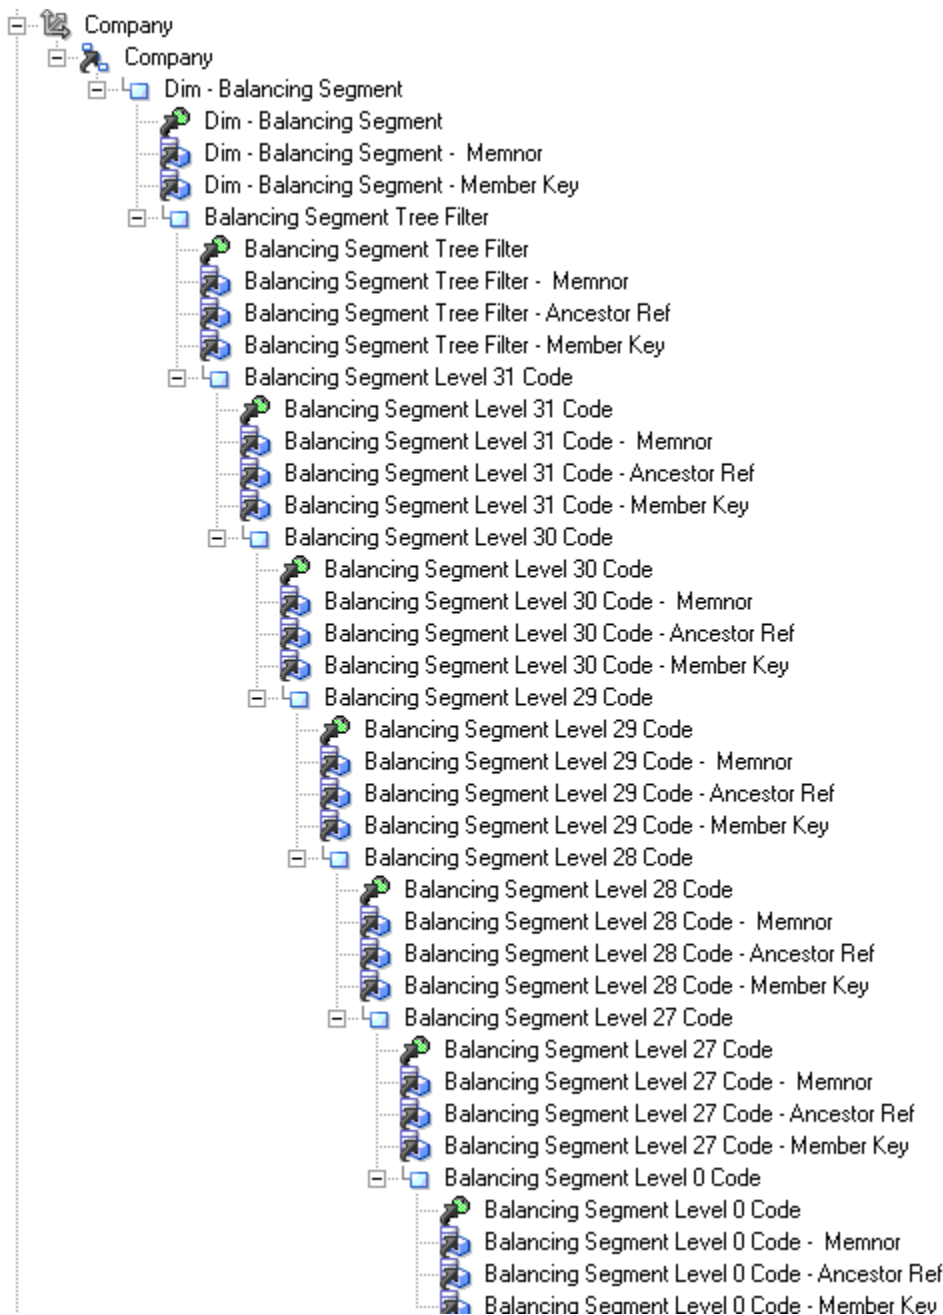 Company
Company
Dim - Balancing Segment
Dim - Balancing Segment
Dim - Balancing Segment -  Memnor
Dim - Balancing Segment - Member Key
Balancing Segment Tree Filter
Balancing Segment Tree Filter
Balancing Segment Tree Filter -  Memnor
Balancing Segment Tree Filter - Ancestor Ref
Balancing Segment Tree Filter - Member Key
Balancing Segment Level 31 Code
Balancing Segment Level 31 Code
Balancing Segment Level 31 Code -  Memnor
Balancing Segment Level 31 Code - Ancestor Ref
Balancing Segment Level 31 Code - Member Key
Balancing Segment Level 30 Code
Balancing Segment Level 30 Code
Balancing Segment Level 30 Code -  Memnor
Balancing Segment Level 30 Code - Ancestor Ref
Balancing Segment Level 30 Code - Member Key
Balancing Segment Level 29 Code
Balancing Segment Level 29 Code
Balancing Segment Level 29 Code -  Memnor
Balancing Segment Level 29 Code - Ancestor Ref
Balancing Segment Level 29 Code - Member Key
Balancing Segment Level 28 Code
Balancing Segment Level 28 Code
Balancing Segment Level 28 Code -  Memnor
Balancing Segment Level 28 Code - Ancestor Ref
Balancing Segment Level 28 Code - Member Key
Balancing Segment Level 27 Code
Balancing Segment Level 27 Code
Balancing Segment Level 27 Code -  Memnor
Balancing Segment Level 27 Code - Ancestor Ref
Balancing Segment Level 27 Code - Member Key
Balancing Segment Level 0 Code
Balancing Segment Level 0 Code
Balancing Segment Level 0 Code -  Memnor
Balancing Segment Level 0 Code - Ancestor Ref
Balancing Segment Level 0 Code - Member Key